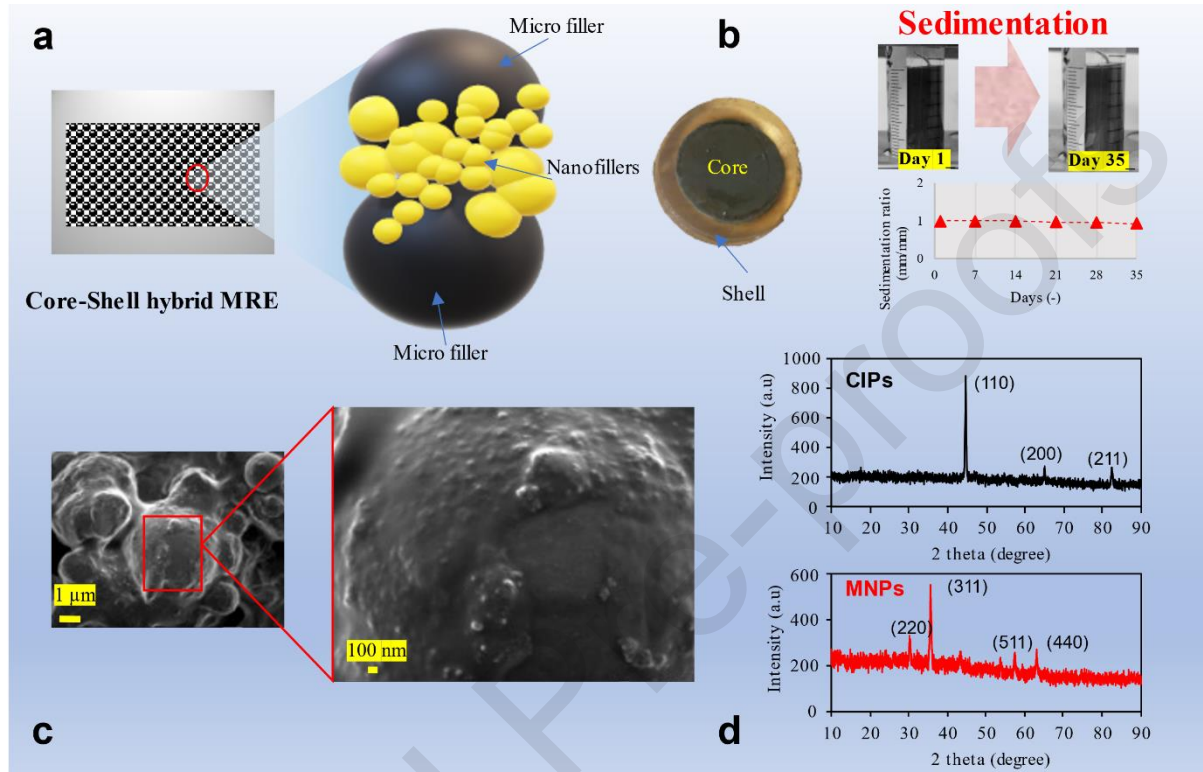 a
Micro filler
Nanofillers
Core-Shell hybrid MRE
Micro filler
Core
Shell
b
Sedimentation
Day 1
Day 35
Sedimentation ratio
(mm/mm)
2
1
0
0 7 14 21 28 35
Days (-)
c
1 µm
100 nm
d
CIPs
(110)
(200)
(211)
Intensity (a.u)
1000
800
600
400
200
0
10 20 30 40 50 60 70 80 90
2 theta (degree)
MNPs
(311)
(220)
(511)
(440)
Intensity (a.u)
600
400
200
0
10 20 30 40 50 60 70 80 90
2 theta (degree)
l Pre-proofs